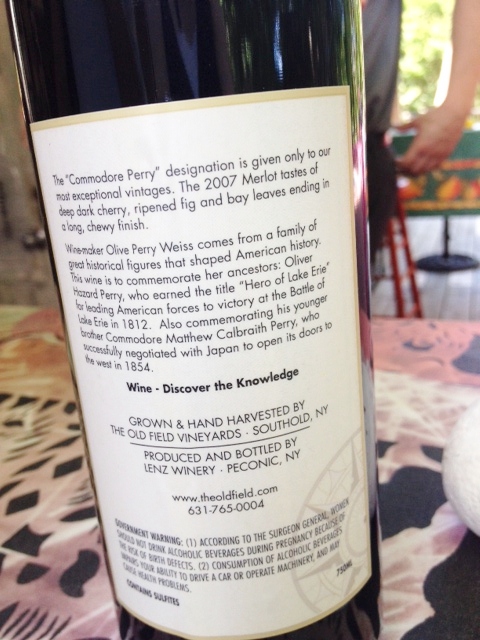 The "Commodore Perry" designation is given only to our
most exceptional vintages. The 2007 Merlot tastes of
deep dark cherry, ripened fig and bay leaves ending in
a long, chewy finish.
Wine-maker Olive Perry Weiss comes from a family of
great historical figures that shaped American history.
This wine is to commemorate her ancestors: Oliver
Hazard Perry, who earned the title "Hero of Lake Erie"
for leading American forces to victory at the Battle of
Lake Erie in 1812. Also commemorating his younger
brother Commodore Matthew Calbraith Perry, who
successfully negotiated with Japan to open its doors to
the west in 1854.
Wine - Discover the Knowledge
GROWN & HAND HARVESTED BY
THE OLD FIELD VINEYARDS · SOUTHOLD, NY
PRODUCED AND BOTTLED BY
LENZ WINERY · PECONIC, NY
www.theoldfield.com
631-765-0004
GOVERNMENT WARNING: (1) ACCORDING TO THE SURGEON GENERAL, WOMEN
SHOULD NOT DRINK ALCOHOLIC BEVERAGES DURING PREGNANCY BECAUSE OF
THE RISK OF BIRTH DEFECTS. (2) CONSUMPTION OF ALCOHOLIC BEVERAGES
IMPAIRS YOUR ABILITY TO DRIVE A CAR OR OPERATE MACHINERY, AND MAY
CAUSE HEALTH PROBLEMS.
750ML
CONTAINS SULFITES